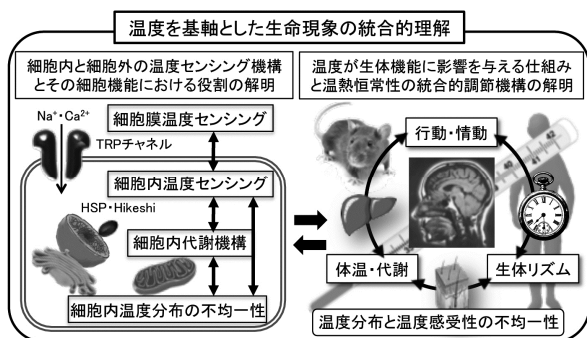 温度を基軸とした生命現象の統合的理解
細胞内と細胞外の温度センシング機構
とその細胞機能における役割の解明
Na⁺・Ca²⁺
TRPチャネル
細胞膜温度センシング
細胞内温度センシング
HSP・Hikeshi
細胞内代謝機構
細胞内温度分布の不均一性
温度が生体機能に影響を与える仕組み
と温熱恒常性の統合的調節機構の解明
行動・情動
体温・代謝
生体リズム
温度分布と温度感受性の不均一性
42
41